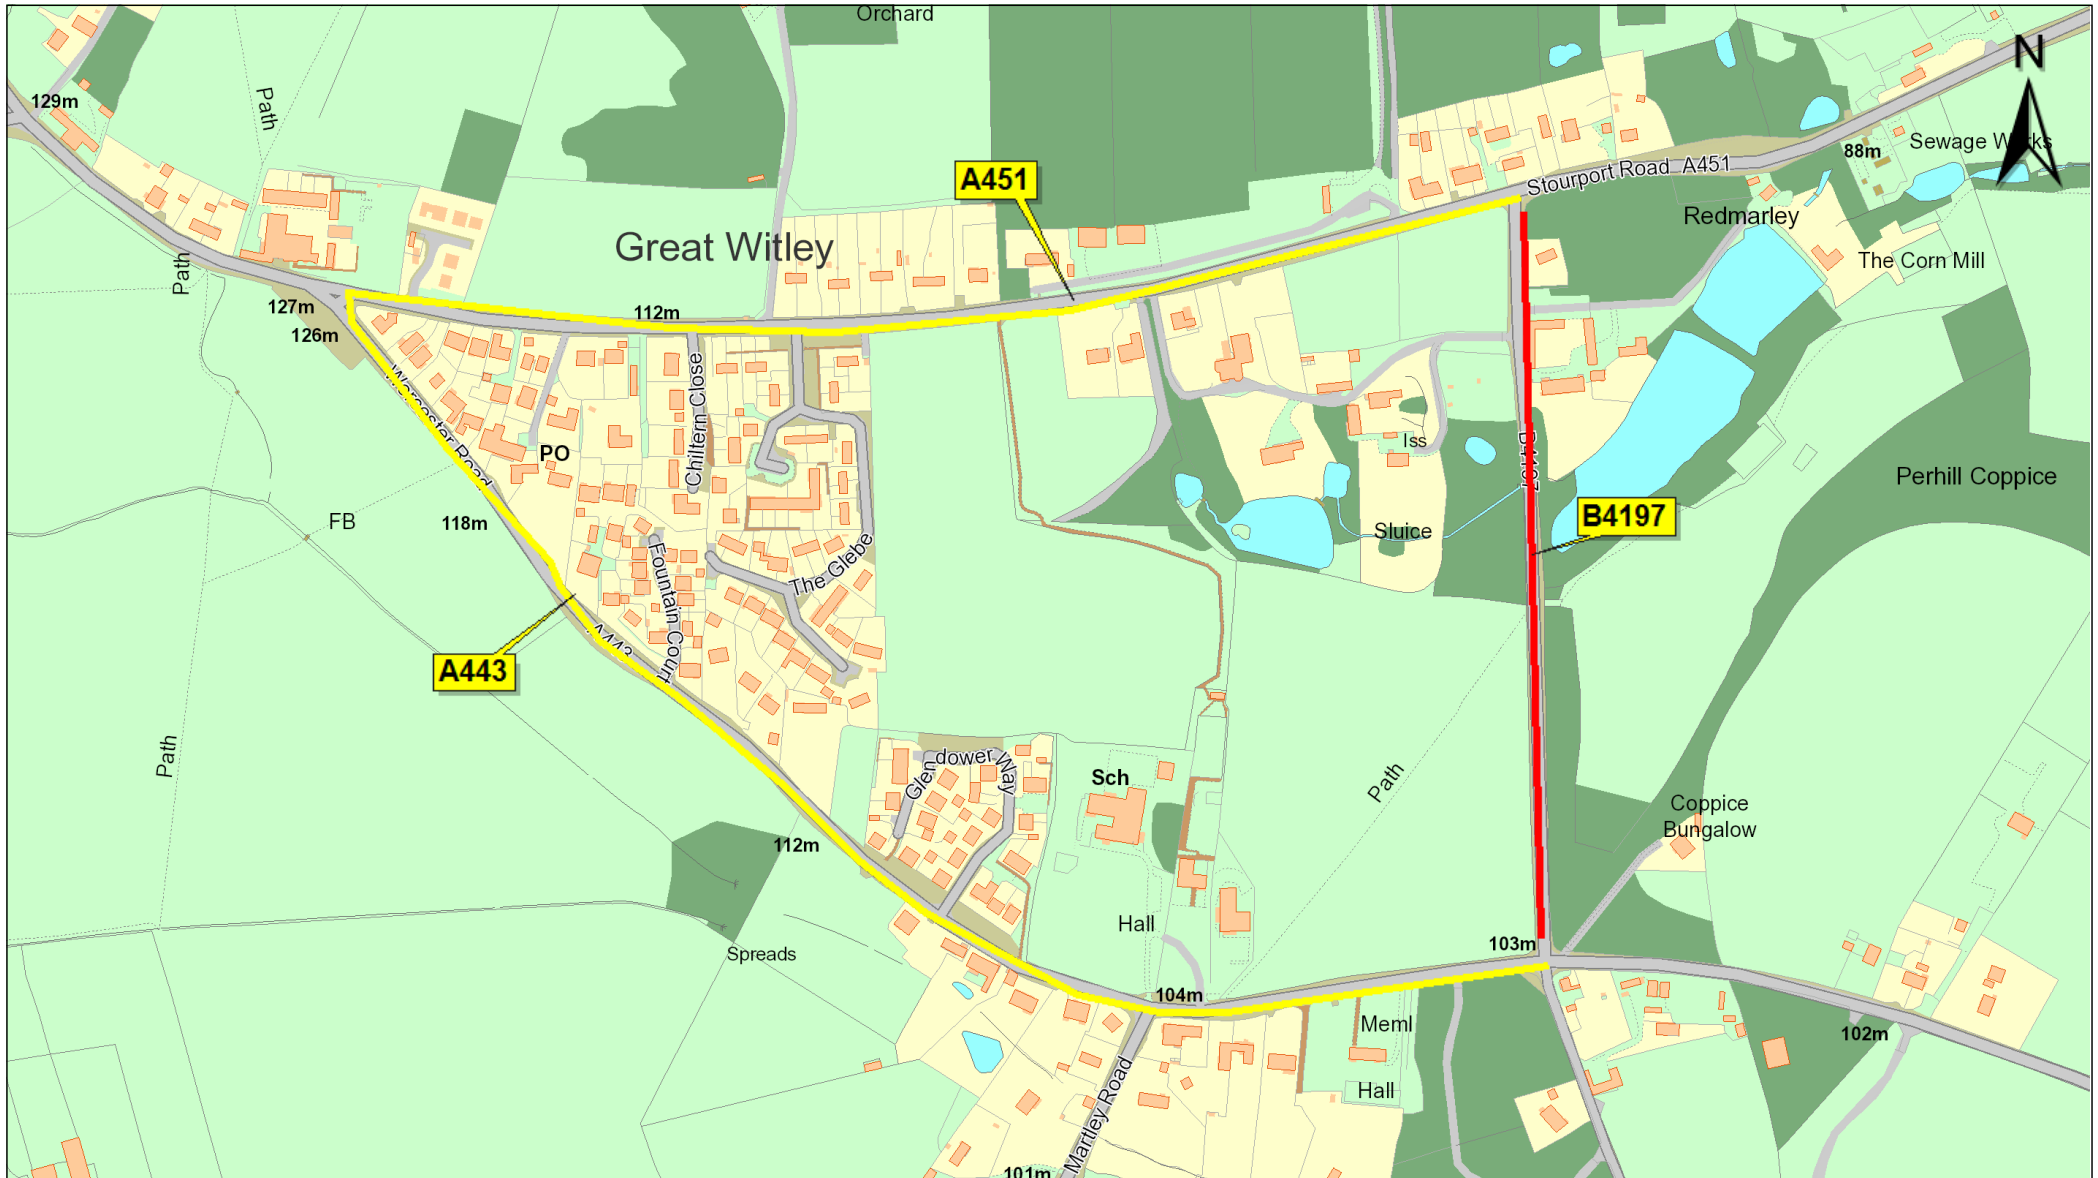 Orchard
N
129m
Path
A451
Sewage Works
88m
Stourport Road A451
Redmarley
Great Witley
The Corn Mill
Path
127m
112m
126m
Worcester Road
Chiltern Close
PO
Iss
B4197
Perhill Coppice
B4197
118m
FB
Sluice
Fountain Court
The Glebe
A443
A443
Path
Glendower Way
Sch
Path
Coppice
Bungalow
112m
Hall
103m
Spreads
104m
Meml
102m
Hall
Martley Road
101m